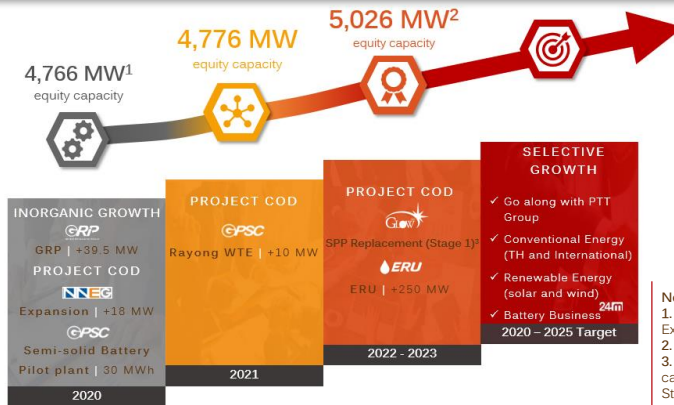 4,766 MW1
equity capacity
4,776 MW
equity capacity
5,026 MW2
equity capacity
INORGANIC GROWTH
GRP
GRP | +39.5 MW
PROJECT COD
NNEG
Expansion | +18 MW
GPSC
Semi-solid Battery
Pilot plant | 30 MWh
2020
PROJECT COD
GPSC
Rayong WTE | +10 MW
2021
PROJECT COD
Glow
SPP Replacement (Stage 1)3
ERU
ERU | +250 MW
2022 - 2023
SELECTIVE
GROWTH
✓ Go along with PTT
Group
✓ Conventional Energy
(TH and International)
✓ Renewable Energy
(solar and wind)
✓ Battery Business
24m
2020 – 2025 Target
1.
2.
3.